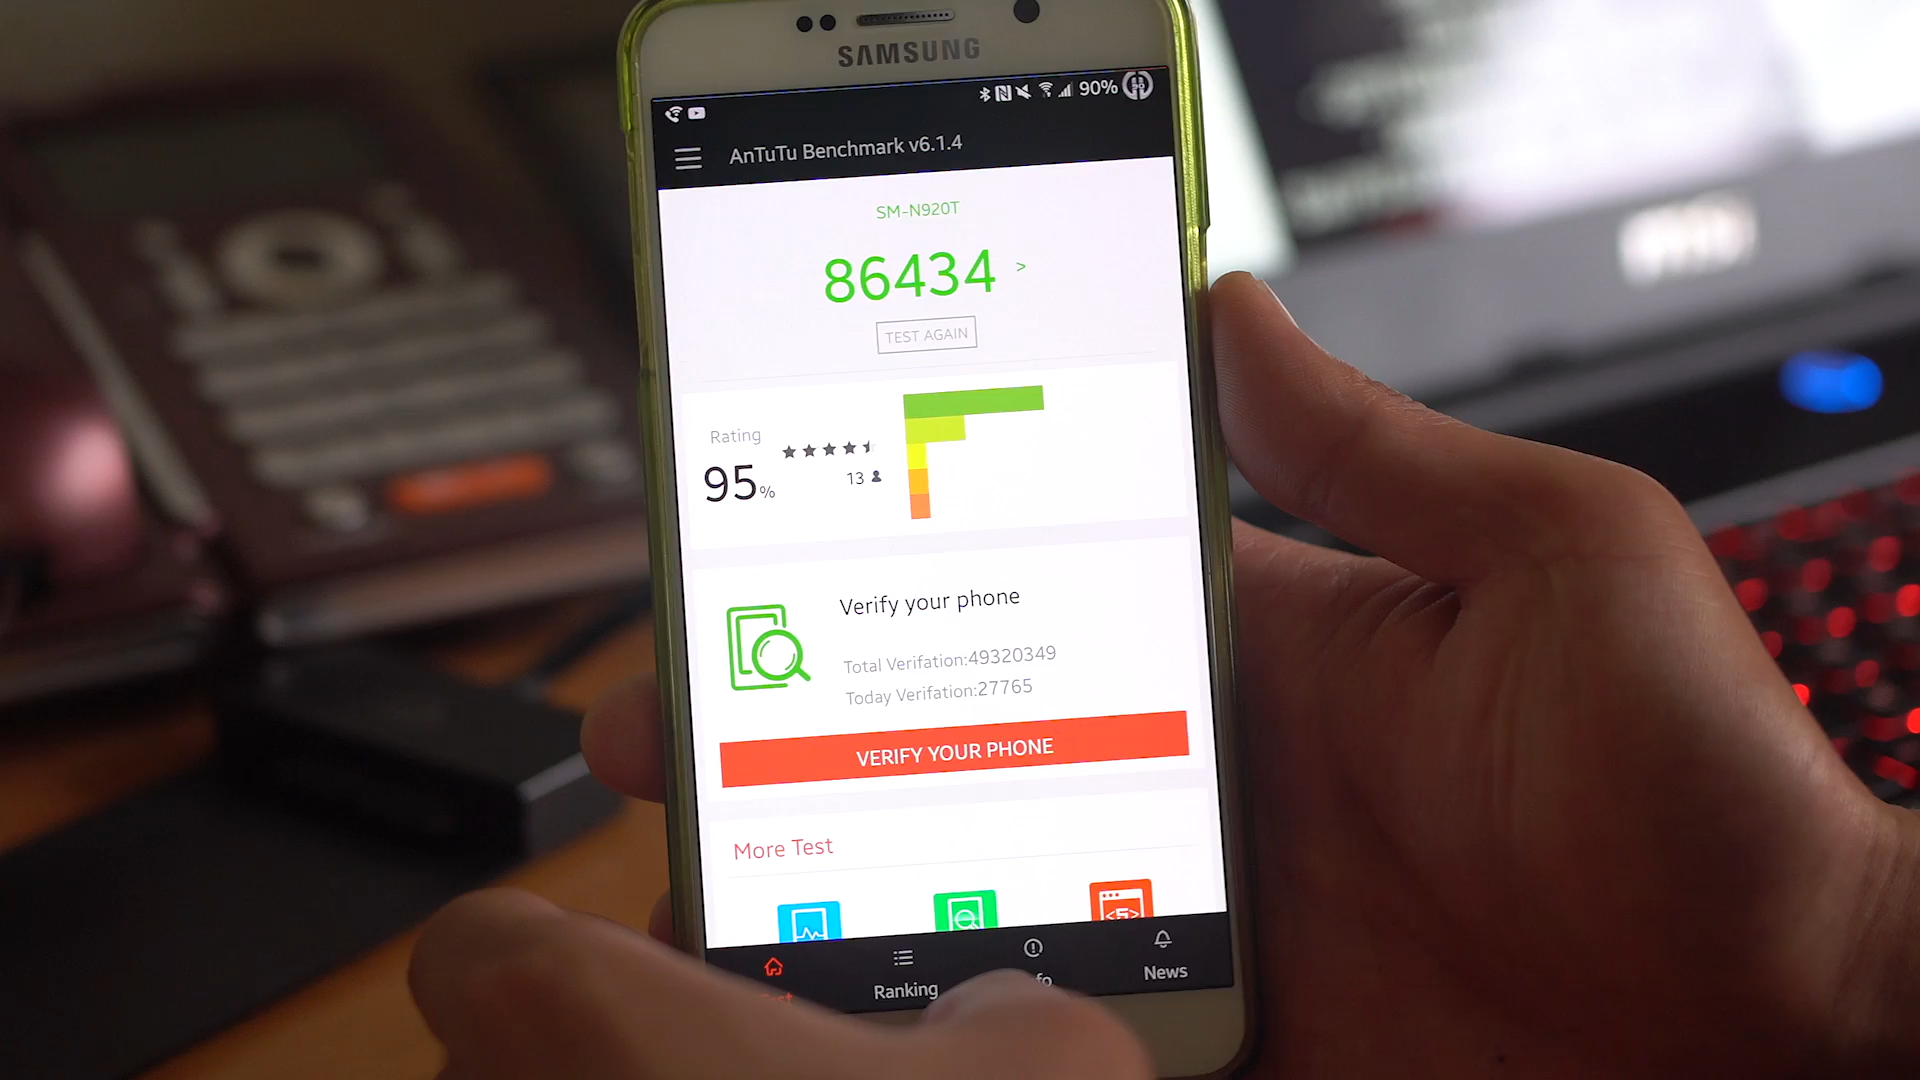 SAMSUNG
90%
AnTuTu Benchmark v6.1.4
SM-N920T
86434 >
TEST AGAIN
Rating
95%
13
Verify your phone
Total Verifation:49320349
Today Verifation:27765
VERIFY YOUR PHONE
More Test
Ranking
News